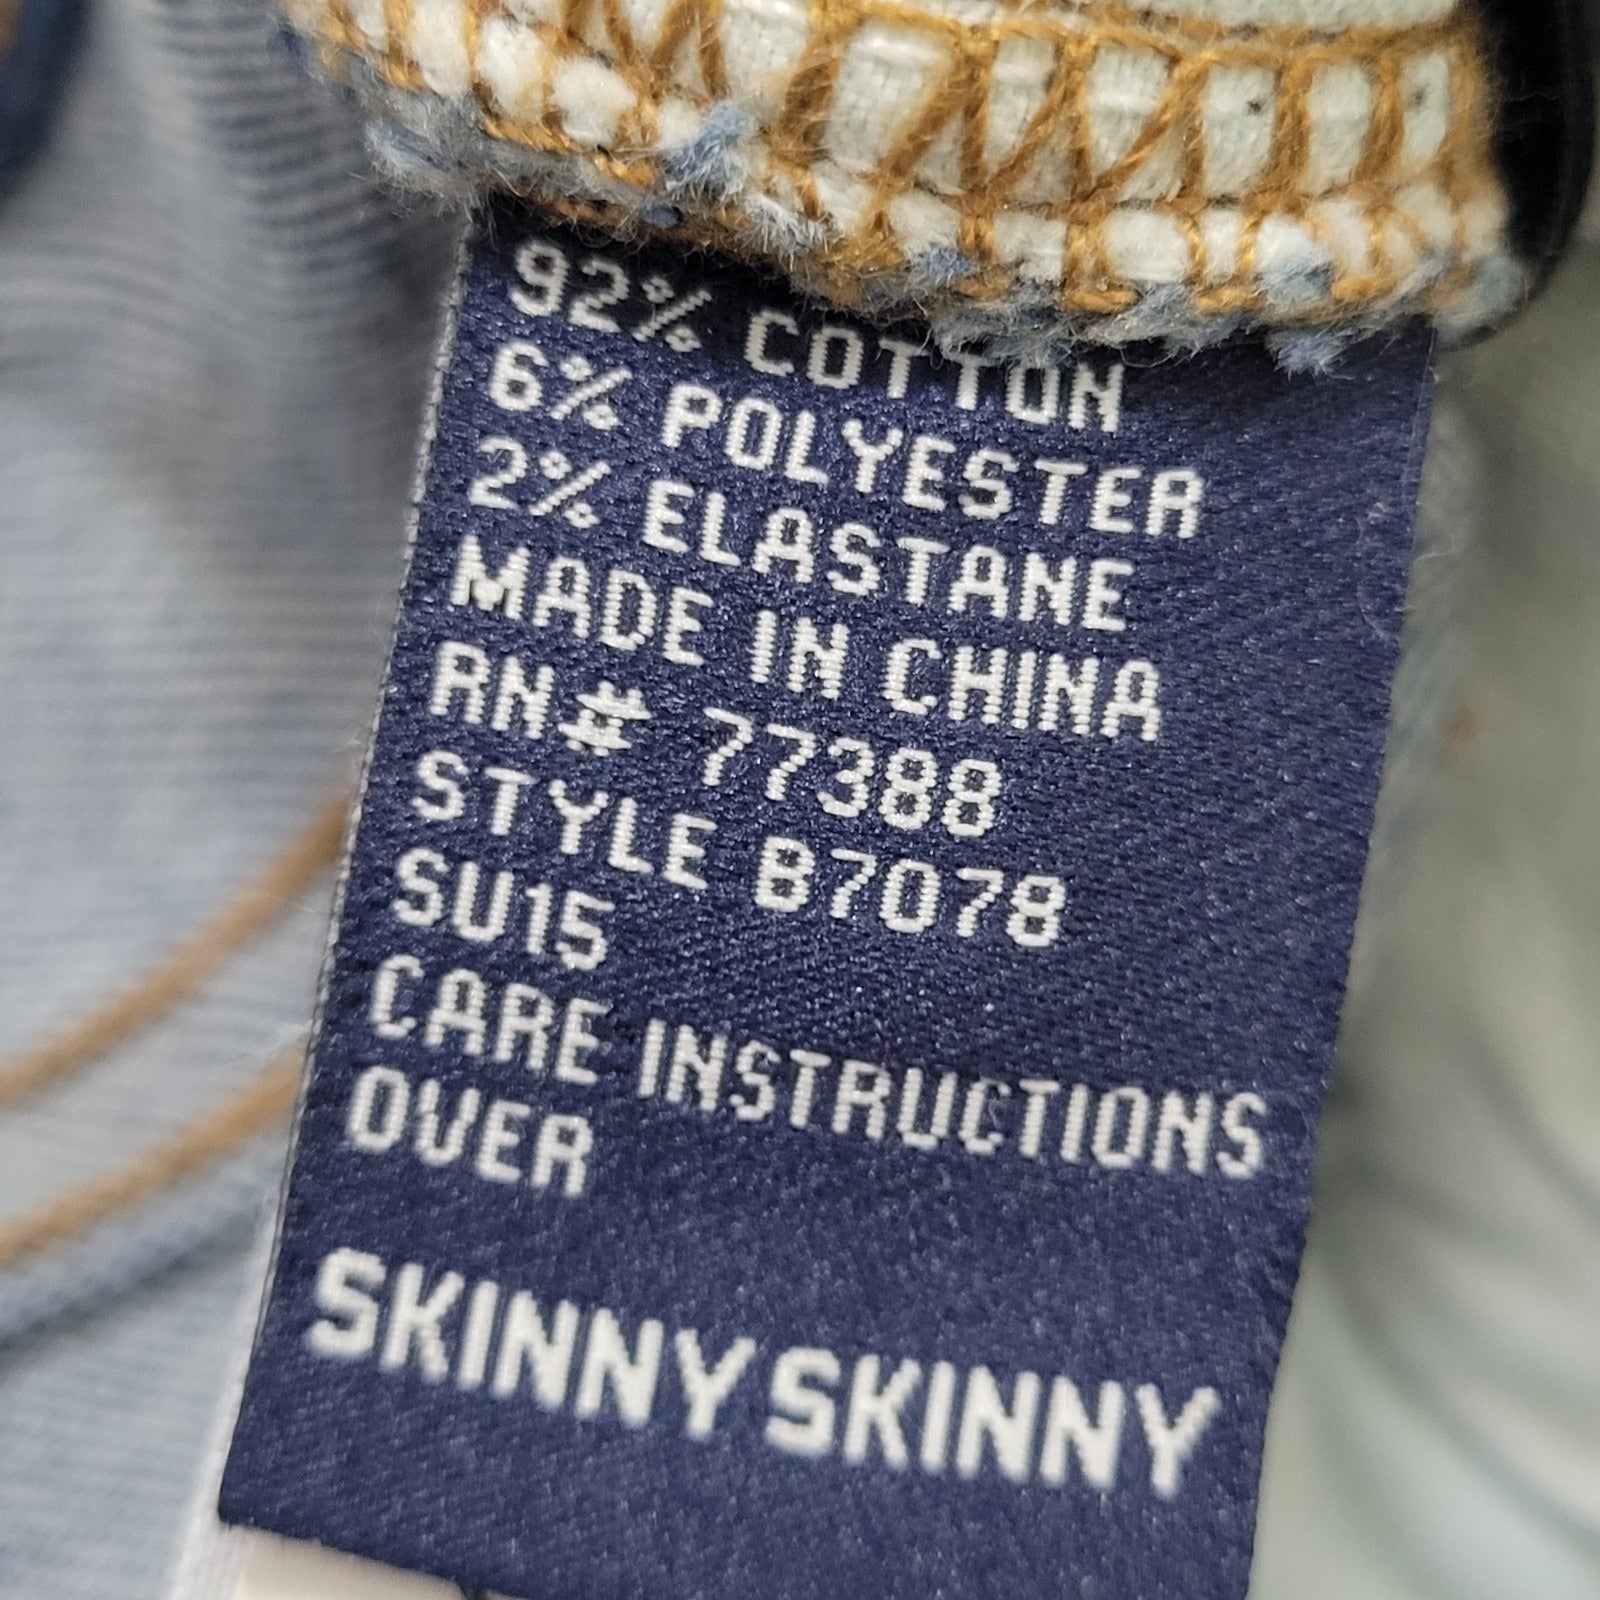 92% COTTON
6% POLYESTER
2% ELASTANE
MADE IN CHINA
RN# 77388
STYLE B7078
SU15
CARE INSTRUCTIONS
OVER
SKINNY SKINNY